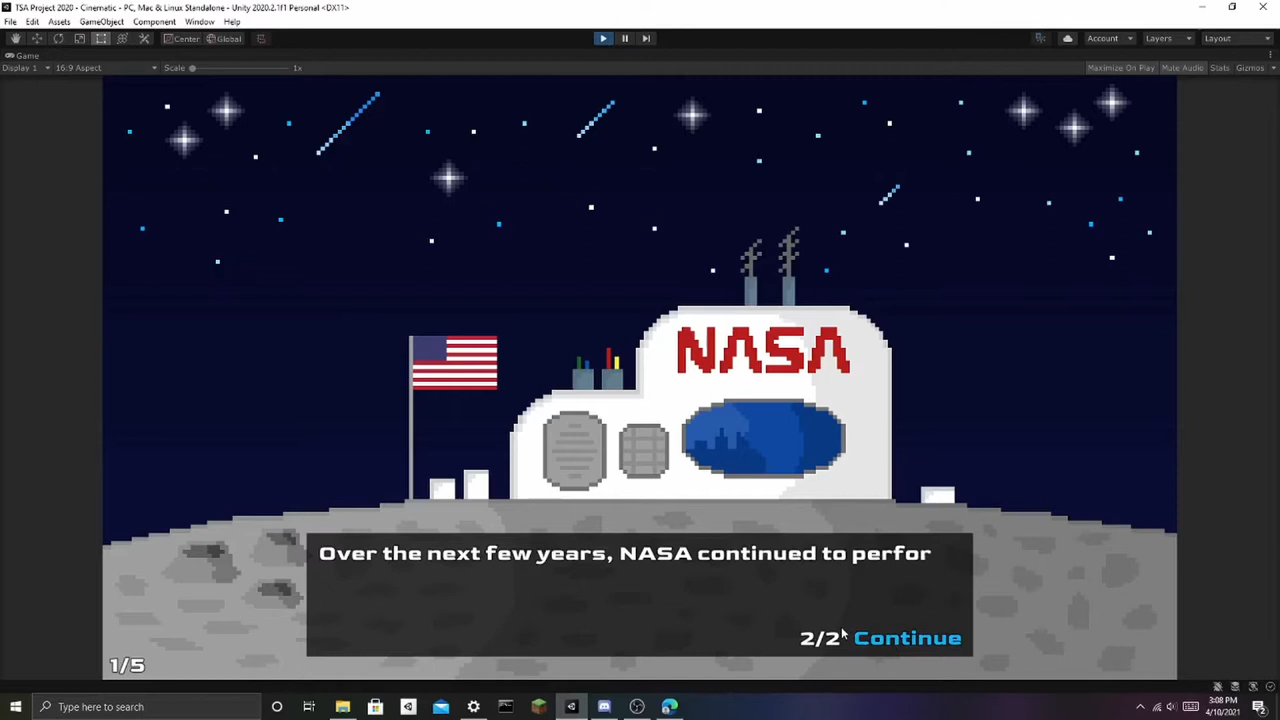 TSA Project 2020 - Cinematic - PC, Mac & Linux Standalone - Unity 2020.2.1f1 Personal <DX11>
File Edit Assets GameObject Component Window Help
Center Global Account Layers Layout
Game
Display 1 16:9 Aspect Scale 1x Maximize On Play Mute Audio Stats Gizmos
NASA
Over the next few years, NASA continued to perfor
2/2 Continue
1/5
Type here to search
3:08 PM
4/10/2021
2